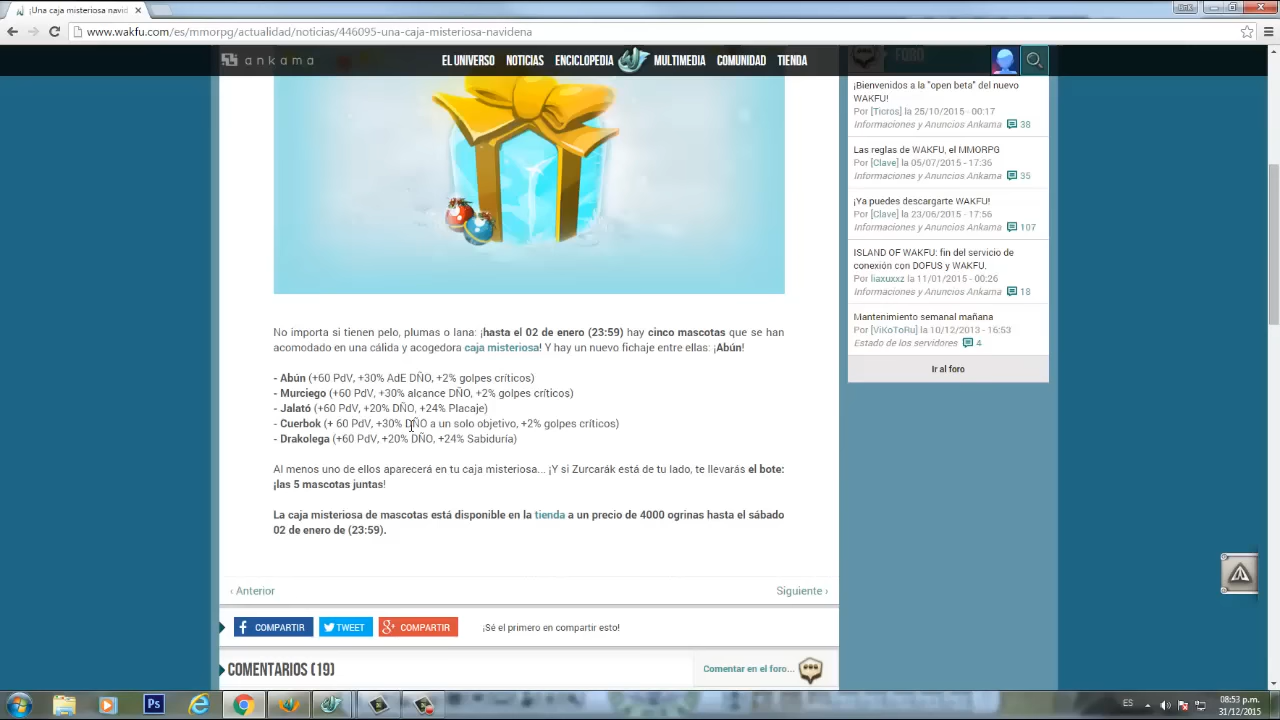 ¡Una caja misteriosa navid
www.wakfu.com/es/mmorpg/actualidad/noticias/446095-una-caja-misteriosa-navidena
ankama
EL UNIVERSO NOTICIAS ENCICLOPEDIA MULTIMEDIA COMUNIDAD TIENDA
FORO
¡Bienvenidos a la "open beta" del nuevo
WAKFU!
Por [Ticros] la 25/10/2015 - 00:17
Informaciones y Anuncios Ankama 38
Las reglas de WAKFU, el MMORPG
Por [Clave] la 05/07/2015 - 17:36
Informaciones y Anuncios Ankama 35
¡Ya puedes descargarte WAKFU!
Por [Clave] la 23/06/2015 - 17:56
Informaciones y Anuncios Ankama 107
ISLAND OF WAKFU: fin del servicio de
conexión con DOFUS y WAKFU.
Por liaxuxxz la 11/01/2015 - 00:26
Informaciones y Anuncios Ankama 18
Mantenimiento semanal mañana
Por [ViKoToRu] la 10/12/2013 - 16:53
Estado de los servidores 4
Ir al foro
No importa si tienen pelo, plumas o lana: ¡hasta el 02 de enero (23:59) hay cinco mascotas que se han
acomodado en una cálida y acogedora caja misteriosa! Y hay un nuevo fichaje entre ellas: ¡Abún!
- Abún (+60 PdV, +30% AdE DÑO, +2% golpes críticos)
- Murciego (+60 PdV, +30% alcance DÑO, +2% golpes críticos)
- Jalató (+60 PdV, +20% DÑO, +24% Placaje)
- Cuerbok (+ 60 PdV, +30% DÑO a un solo objetivo, +2% golpes críticos)
- Drakolega (+60 PdV, +20% DÑO, +24% Sabiduría)
Al menos uno de ellos aparecerá en tu caja misteriosa... ¡Y si Zurcarák está de tu lado, te llevarás el bote:
¡las 5 mascotas juntas!
La caja misteriosa de mascotas está disponible en la tienda a un precio de 4000 ogrinas hasta el sábado
02 de enero de (23:59).
‹ Anterior
Siguiente ›
COMPARTIR TWEET COMPARTIR ¡Sé el primero en compartir esto!
COMENTARIOS (19)
Comentar en el foro...
Ps
ES
08:53 p.m.
31/12/2015